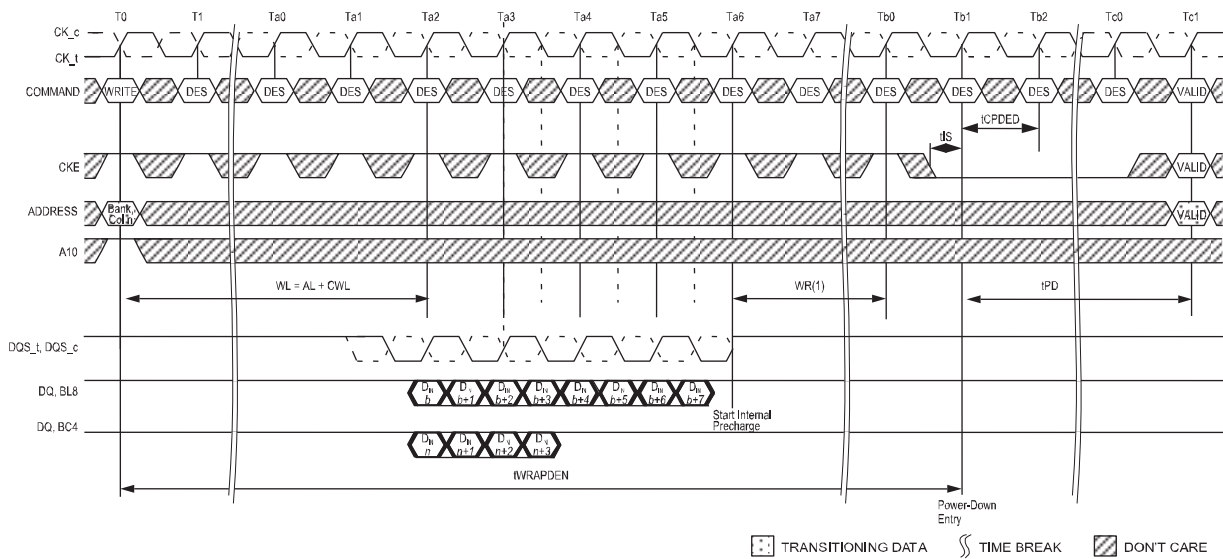 T0 T1 Ta0 Ta1 Ta2 Ta3 Ta4 Ta5 Ta6 Ta7 Tb0 Tb1 Tb2 Tc0 Tc1
CK_c
CK_t
COMMAND WRITE DES DES DES DES DES DES DES DES DES DES DES DES DES VALID
tCPDED
tIS
CKE VALID
ADDRESS Bank, Col n VALID
A10
WL = AL + CWL WR(1) tPD
DQS_t, DQS_c
DQ, BL8 DIN b DIN b+1 DIN b+2 DIN b+3 DIN b+4 DIN b+5 DIN b+6 DIN b+7
Start Internal
Precharge
DQ, BC4 DIN n DIN n+1 DIN n+2 DIN n+3
tWRAPDEN
Power-Down
Entry
TRANSITIONING DATA TIME BREAK DON'T CARE